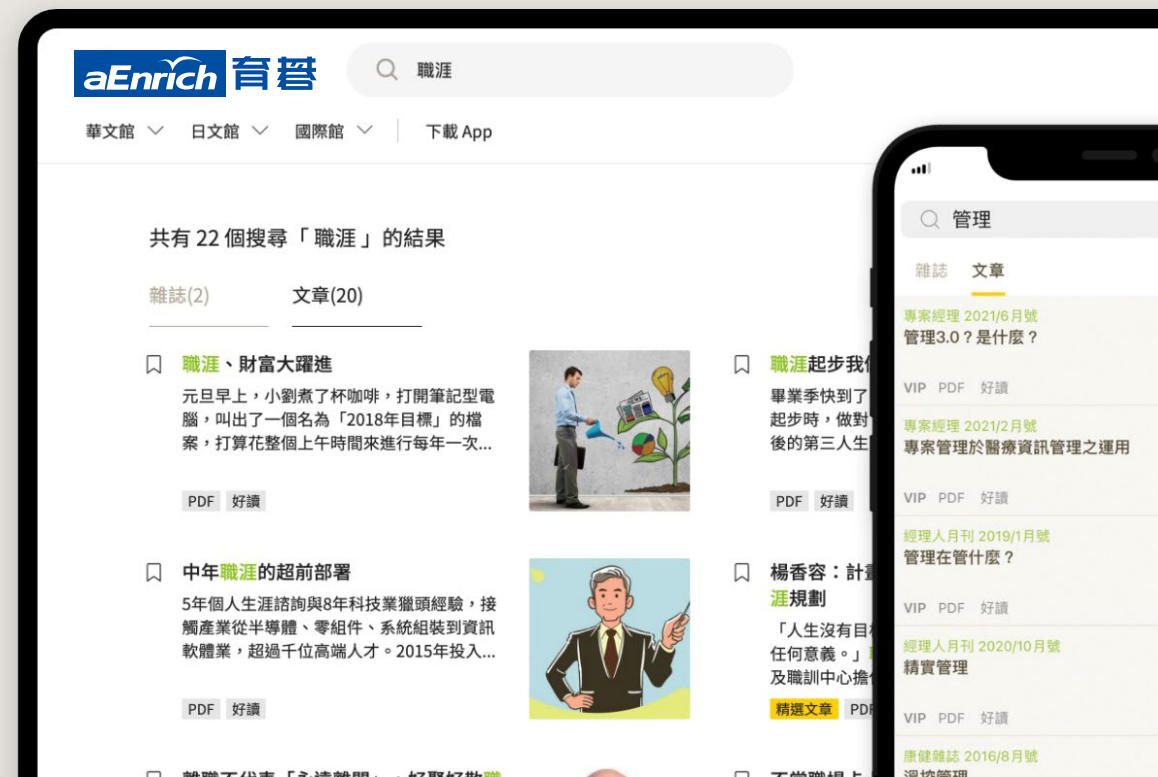 aEnrich 育碁
職涯
華文館 日文館 國際館 下載 App
共有 22 個搜尋「 職涯 」的結果
雜誌(2) 文章(20)
職涯、財富大躍進
元旦早上，小劉煮了杯咖啡，打開筆記型電
腦，叫出了一個名為「2018年目標」的檔
案，打算花整個上午時間來進行每年一次...
PDF 好讀
職涯起步我
畢業季快到了
起步時，做對
後的第三人生
PDF 好讀
中年職涯的超前部署
5年個人生涯諮詢與8年科技業獵頭經驗，接
觸產業從半導體、零組件、系統組裝到資訊
軟體業，超過千位高端人才。2015年投入...
PDF 好讀
楊香容：計
涯規劃
「人生沒有目
任何意義。」
及職訓中心擔
精選文章 PDF
管理
雜誌 文章
專案經理 2021/6月號
管理3.0？是什麼？
VIP PDF 好讀
專案經理 2021/2月號
專案管理於醫療資訊管理之運用
VIP PDF 好讀
經理人月刊 2019/1月號
管理在管什麼？
VIP PDF 好讀
經理人月刊 2020/10月號
精實管理
VIP PDF 好讀
康健雜誌 2016/8月號